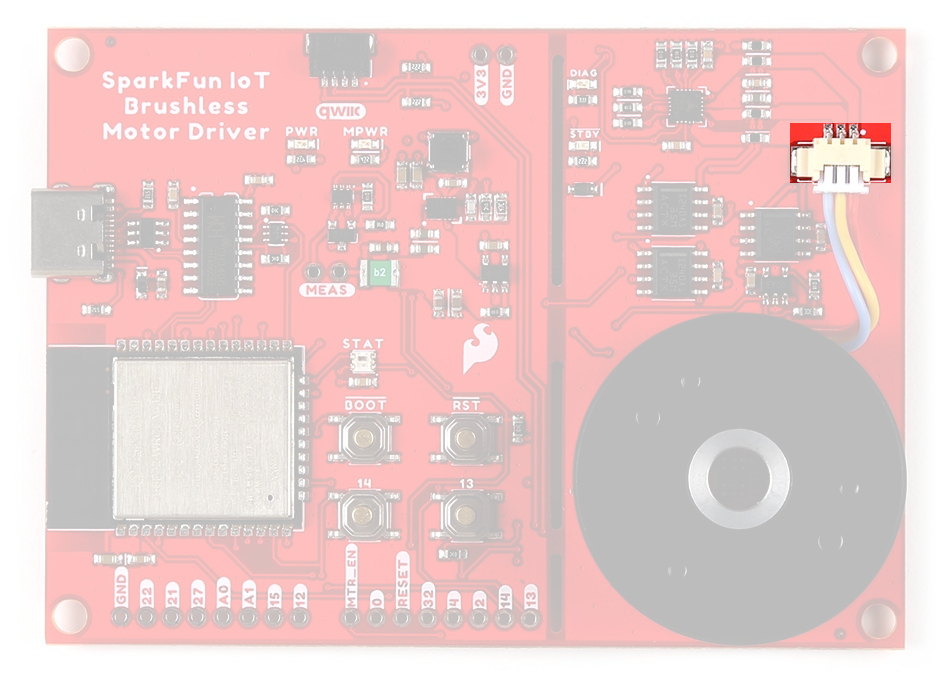 SparkFun IoT
Brushless
Motor Driver
qwiic
3V3
GND
DIAG
STBY
PWR
MPWR
b2
MEAS
STAT
BOOT
RST
14
13
GND
22
21
27
A0
A1
15
12
MTR_EN
0
RESET
32
4
2
14
13